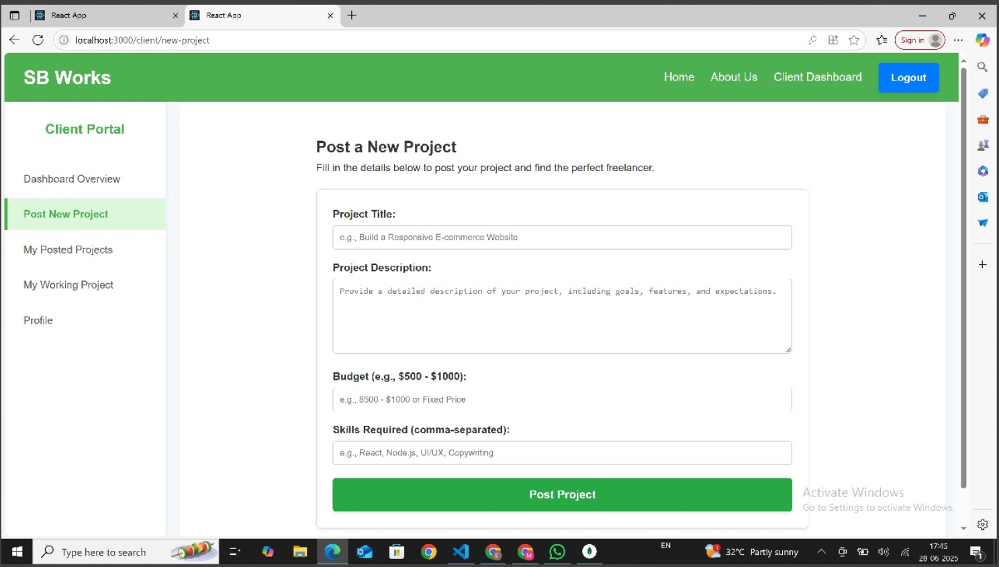 React App
React App
localhost:3000/client/new-project
Sign in
SB Works
Home
About Us
Client Dashboard
Logout
Client Portal
Dashboard Overview
Post New Project
My Posted Projects
My Working Project
Profile
Post a New Project
Fill in the details below to post your project and find the perfect freelancer.
Project Title:
e.g., Build a Responsive E-commerce Website
Project Description:
Provide a detailed description of your project, including goals, features, and expectations.
Budget (e.g., $500 - $1000):
e.g., $500 - $1000 or Fixed Price
Skills Required (comma-separated):
e.g., React, Node.js, UI/UX, Copywriting
Post Project
Activate Windows
Go to Settings to activate Windows.
Type here to search
E
M
EN
1
32°C Partly sunny
17:45
28-06-2025
1